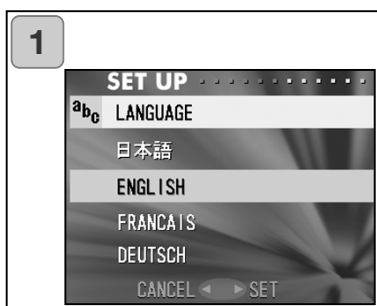 1
SET UP
abc LANGUAGE
日本語
ENGLISH
FRANCAIS
DEUTSCH
CANCEL ◀ ▶ SET